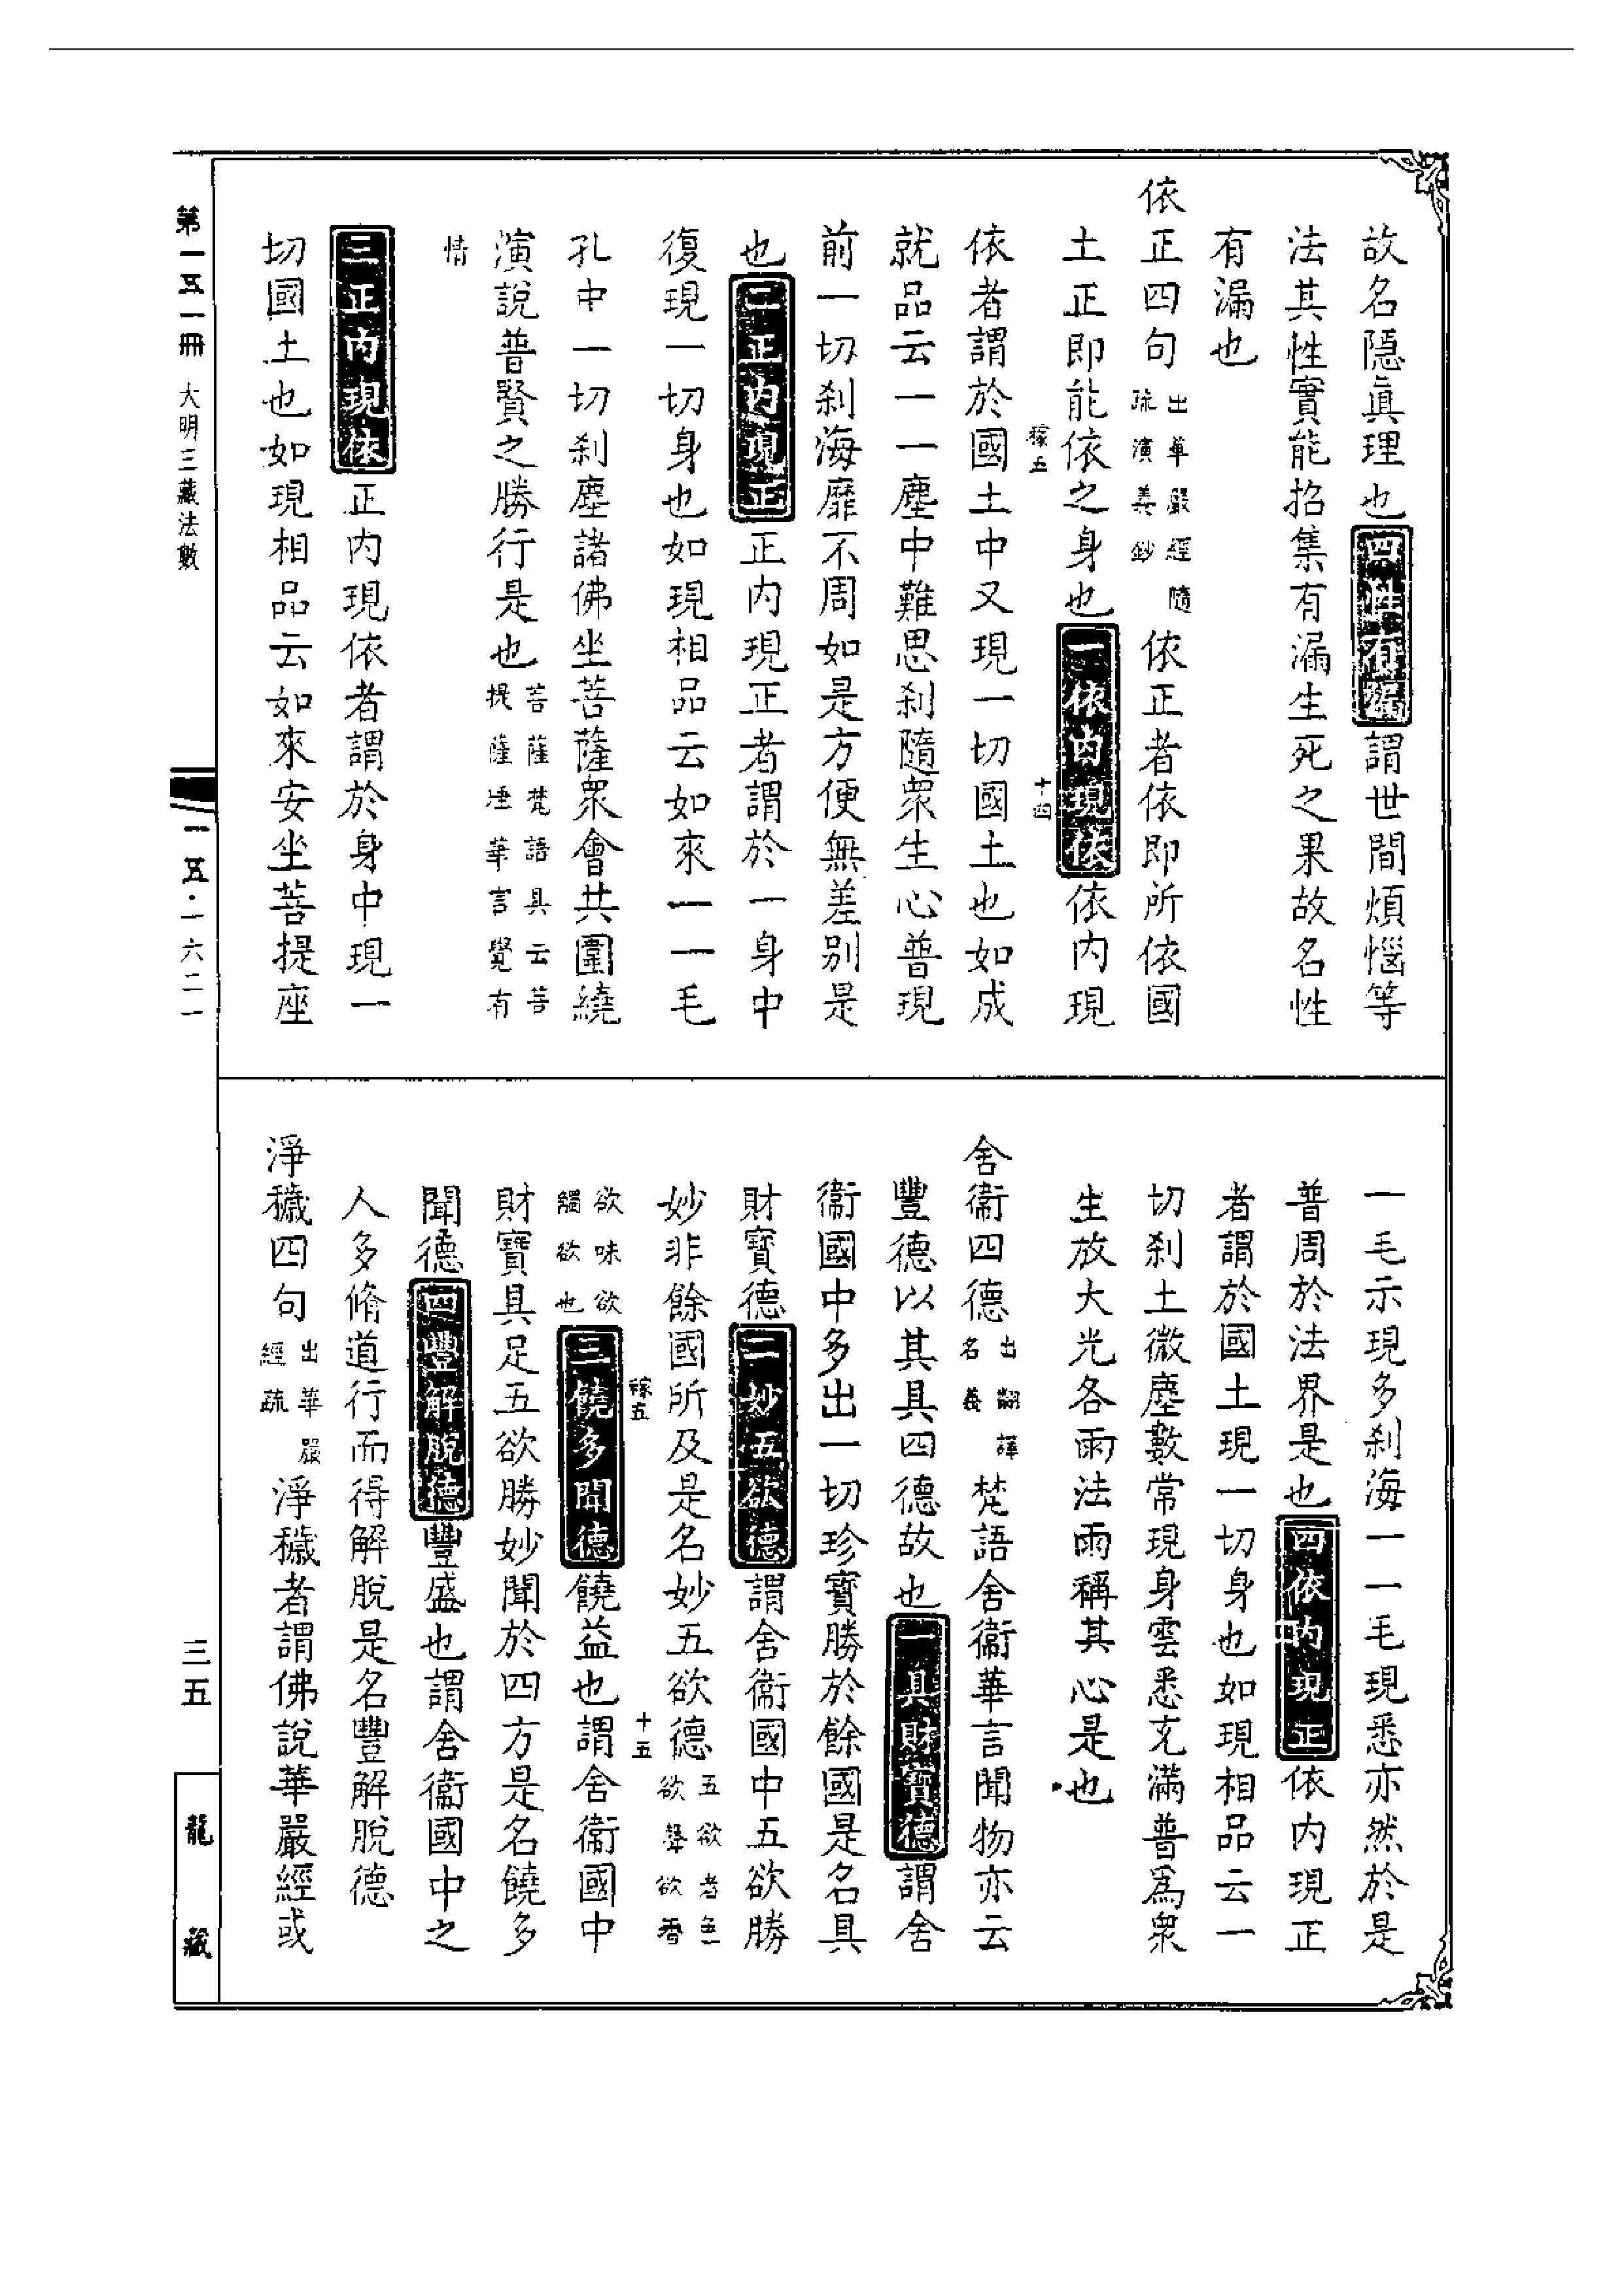 故名隱眞理也四性有漏謂世間煩惱等
法其性實能招集有漏生死之果故名性
有漏也
依正四句出華嚴經隨疏演義鈔依正者依即所依國
土正即能依之身也一依內現依依內現
稼五
十四
依者謂於國土中又現一切國土也如成
就品云一一塵中難思刹隨衆生心普現
前一切刹海靡不周如是方便無差別是
也二正內現正正內現正者謂於一身中
復現一切身也如現相品云如來一一毛
孔中一切刹塵諸佛坐菩薩衆會共圍繞
演說普賢之勝行是也菩薩梵語具云菩提薩埵華言覺有
情
三正內現依正內現依者謂於身中現一
切國土也如現相品云如來安坐菩提座
第一五一冊 大明三藏法數
一五·一六二一
一毛示現多刹海一一毛現悉亦然於是
普周於法界是也四依內現正依內現正
者謂於國土現一切身也如現相品云一
切刹土微塵數常現身雲悉充滿普爲衆
生放大光各雨法雨稱其心是也
舍衞四德出翻譯名義梵語舍衞華言聞物亦云
豐德以其具四德故也一具財寶德謂舍
衞國中多出一切珍寶勝於餘國是名具
財寶德二妙五欲德謂舍衞國中五欲勝
妙非餘國所及是名妙五欲德五欲者色欲聲欲香
稼五
十五
欲味欲觸欲也三饒多聞德饒益也謂舍衞國中
財寶具足五欲勝妙聞於四方是名饒多
聞德四豐解脫德豐盛也謂舍衞國中之
人多脩道行而得解脫是名豐解脫德
淨穢四句出華嚴經疏淨穢者謂佛說華嚴經或
三五
龍藏